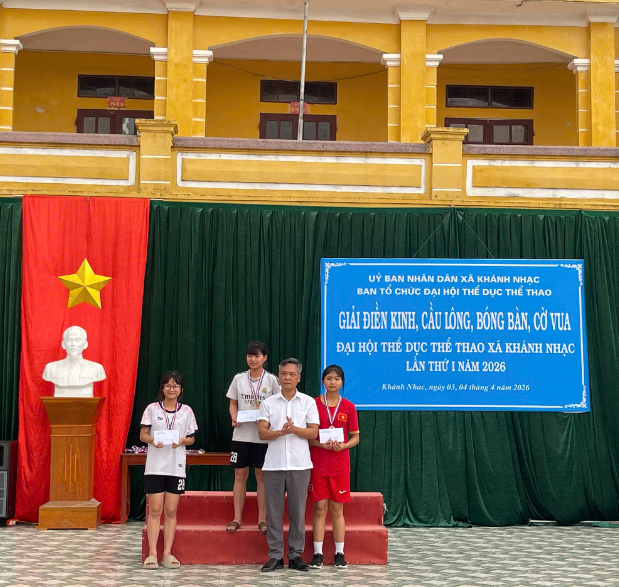 UỶ BAN NHÂN DÂN XÃ KHÁNH NHẠC
BAN TỔ CHỨC ĐẠI HỘI THỂ DỤC THỂ THAO
GIẢI ĐIỀN KINH, CẦU LÔNG, BÓNG BÀN, CỜ VUA
ĐẠI HỘI THỂ DỤC THỂ THAO XÃ KHÁNH NHẠC
LẦN THỨ I NĂM 2026
Khánh Nhạc, ngày 03, 04 tháng 4 năm 2026
Emirates
28